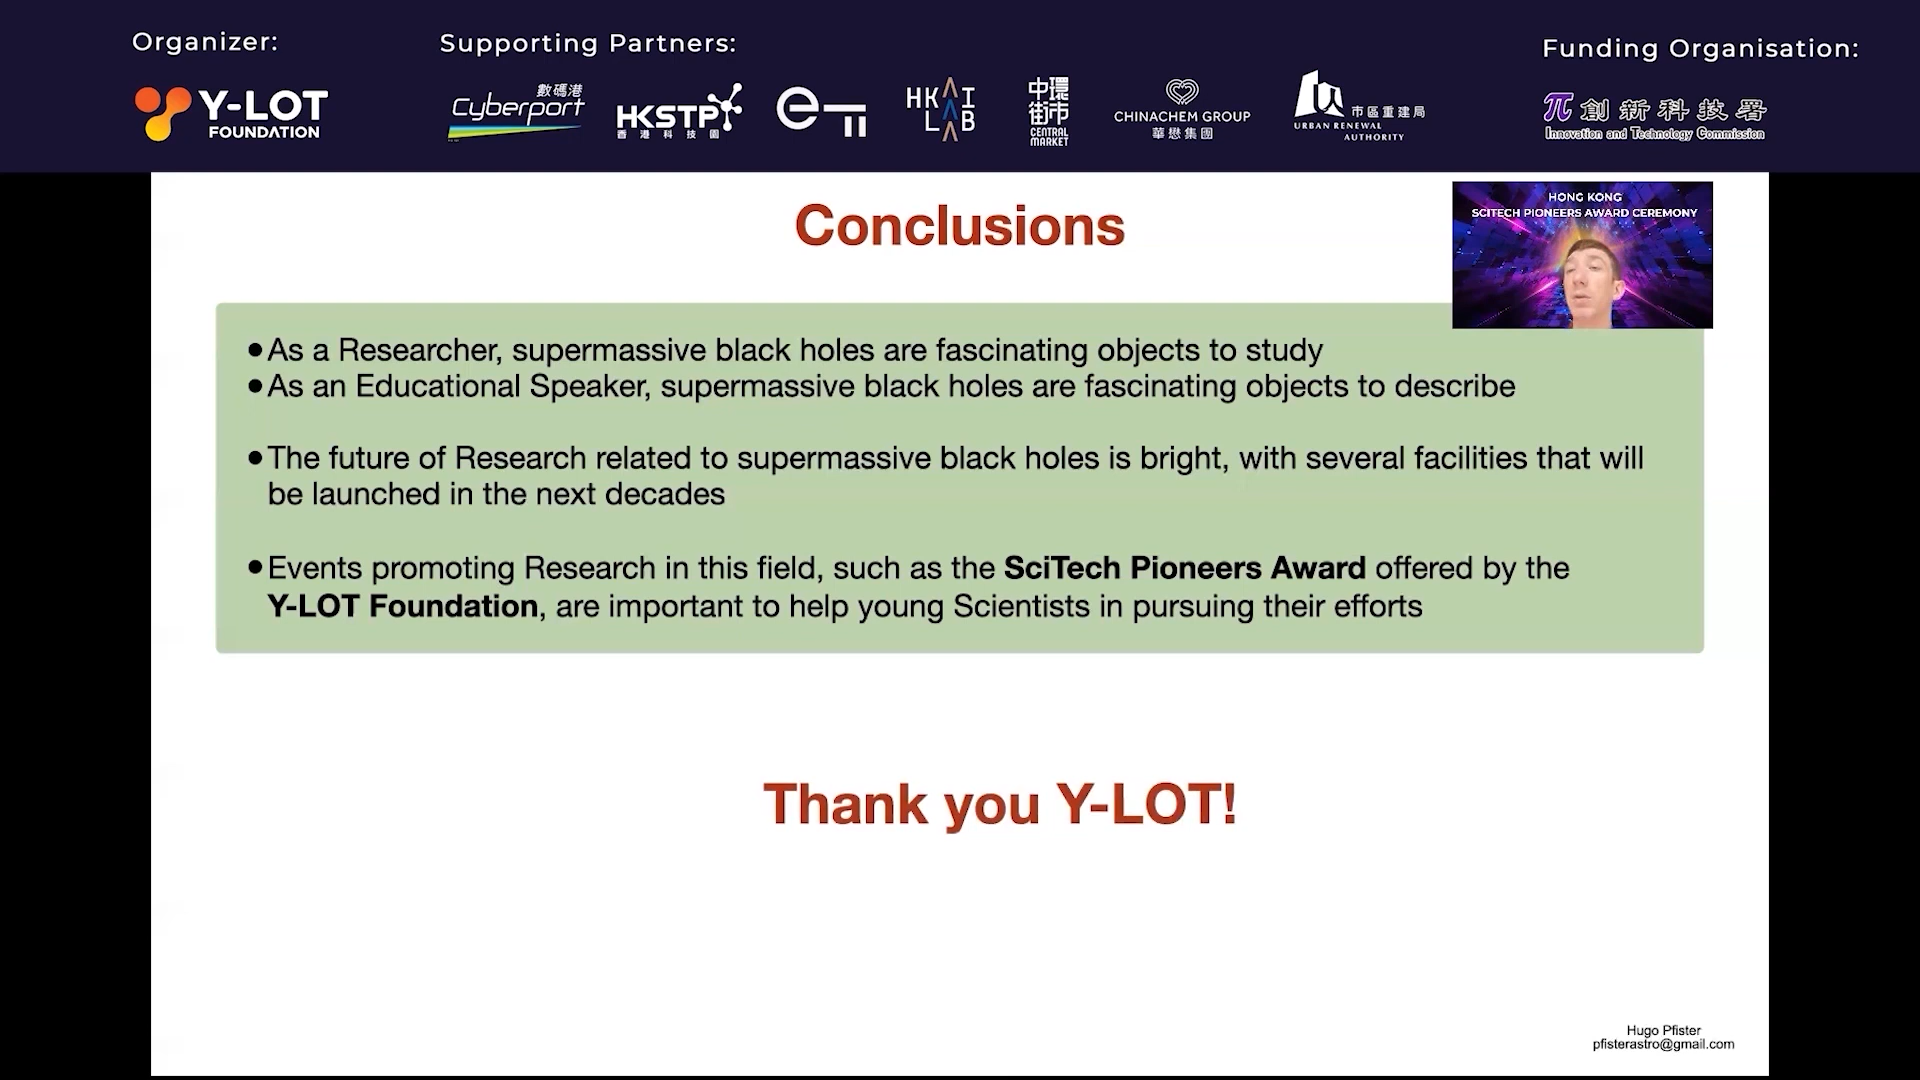 Organizer:
Supporting Partners:
Funding Organisation:
Y-LOT
FOUNDATION
數碼港
Cyberport
HKSTP
香港科技園
HK AI
LAB
中環
街市
CENTRAL
MARKET
CHINACHEM GROUP
華懋集團
市區重建局
URBAN RENEWAL
AUTHORITY
創新科技署
Innovation and Technology Commission
HONG KONG
SCITECH PIONEERS AWARD CEREMONY
Conclusions
•As a Researcher, supermassive black holes are fascinating objects to study
•As an Educational Speaker, supermassive black holes are fascinating objects to describe
•The future of Research related to supermassive black holes is bright, with several facilities that will
be launched in the next decades
•Events promoting Research in this field, such as the SciTech Pioneers Award offered by the
Y-LOT Foundation, are important to help young Scientists in pursuing their efforts
Thank you Y-LOT!
Hugo Pfister
pfisterastro@gmail.com